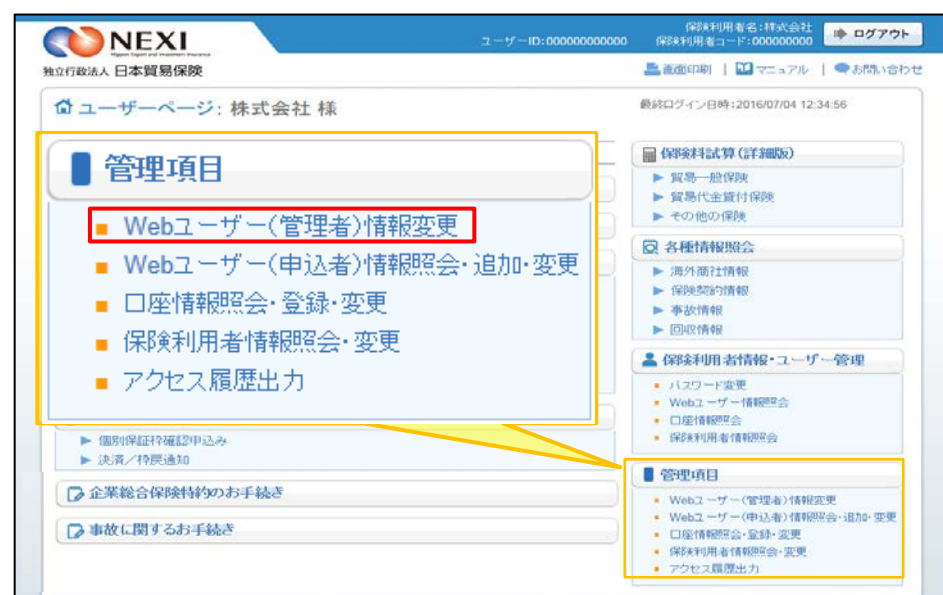 NEXI
Nippon Export and Investment Insurance
独立行政法人 日本貿易保険
ユーザーID:000000000000
保険利用者名:株式会社
保険利用者コード:000000000
ログアウト
画面印刷 | マニュアル | お問い合わせ
ユーザーページ: 株式会社 様
最終ログイン日時:2016/07/04 12:34:56
管理項目
Webユーザー(管理者)情報変更
Webユーザー(申込者)情報照会・追加・変更
口座情報照会・登録・変更
保険利用者情報照会・変更
アクセス履歴出力
個別保証枠確認申込み
決済/枠戻通知
企業総合保険特約のお手続き
事故に関するお手続き
保険料試算(詳細版)
貿易一般保険
貿易代金貸付保険
その他の保険
各種情報照会
海外商社情報
保険契約情報
事故情報
回収情報
保険利用者情報・ユーザー管理
パスワード変更
Webユーザー情報照会
口座情報照会
保険利用者情報照会
管理項目
Webユーザー(管理者)情報変更
Webユーザー(申込者)情報照会・追加・変更
口座情報照会・登録・変更
保険利用者情報照会・変更
アクセス履歴出力